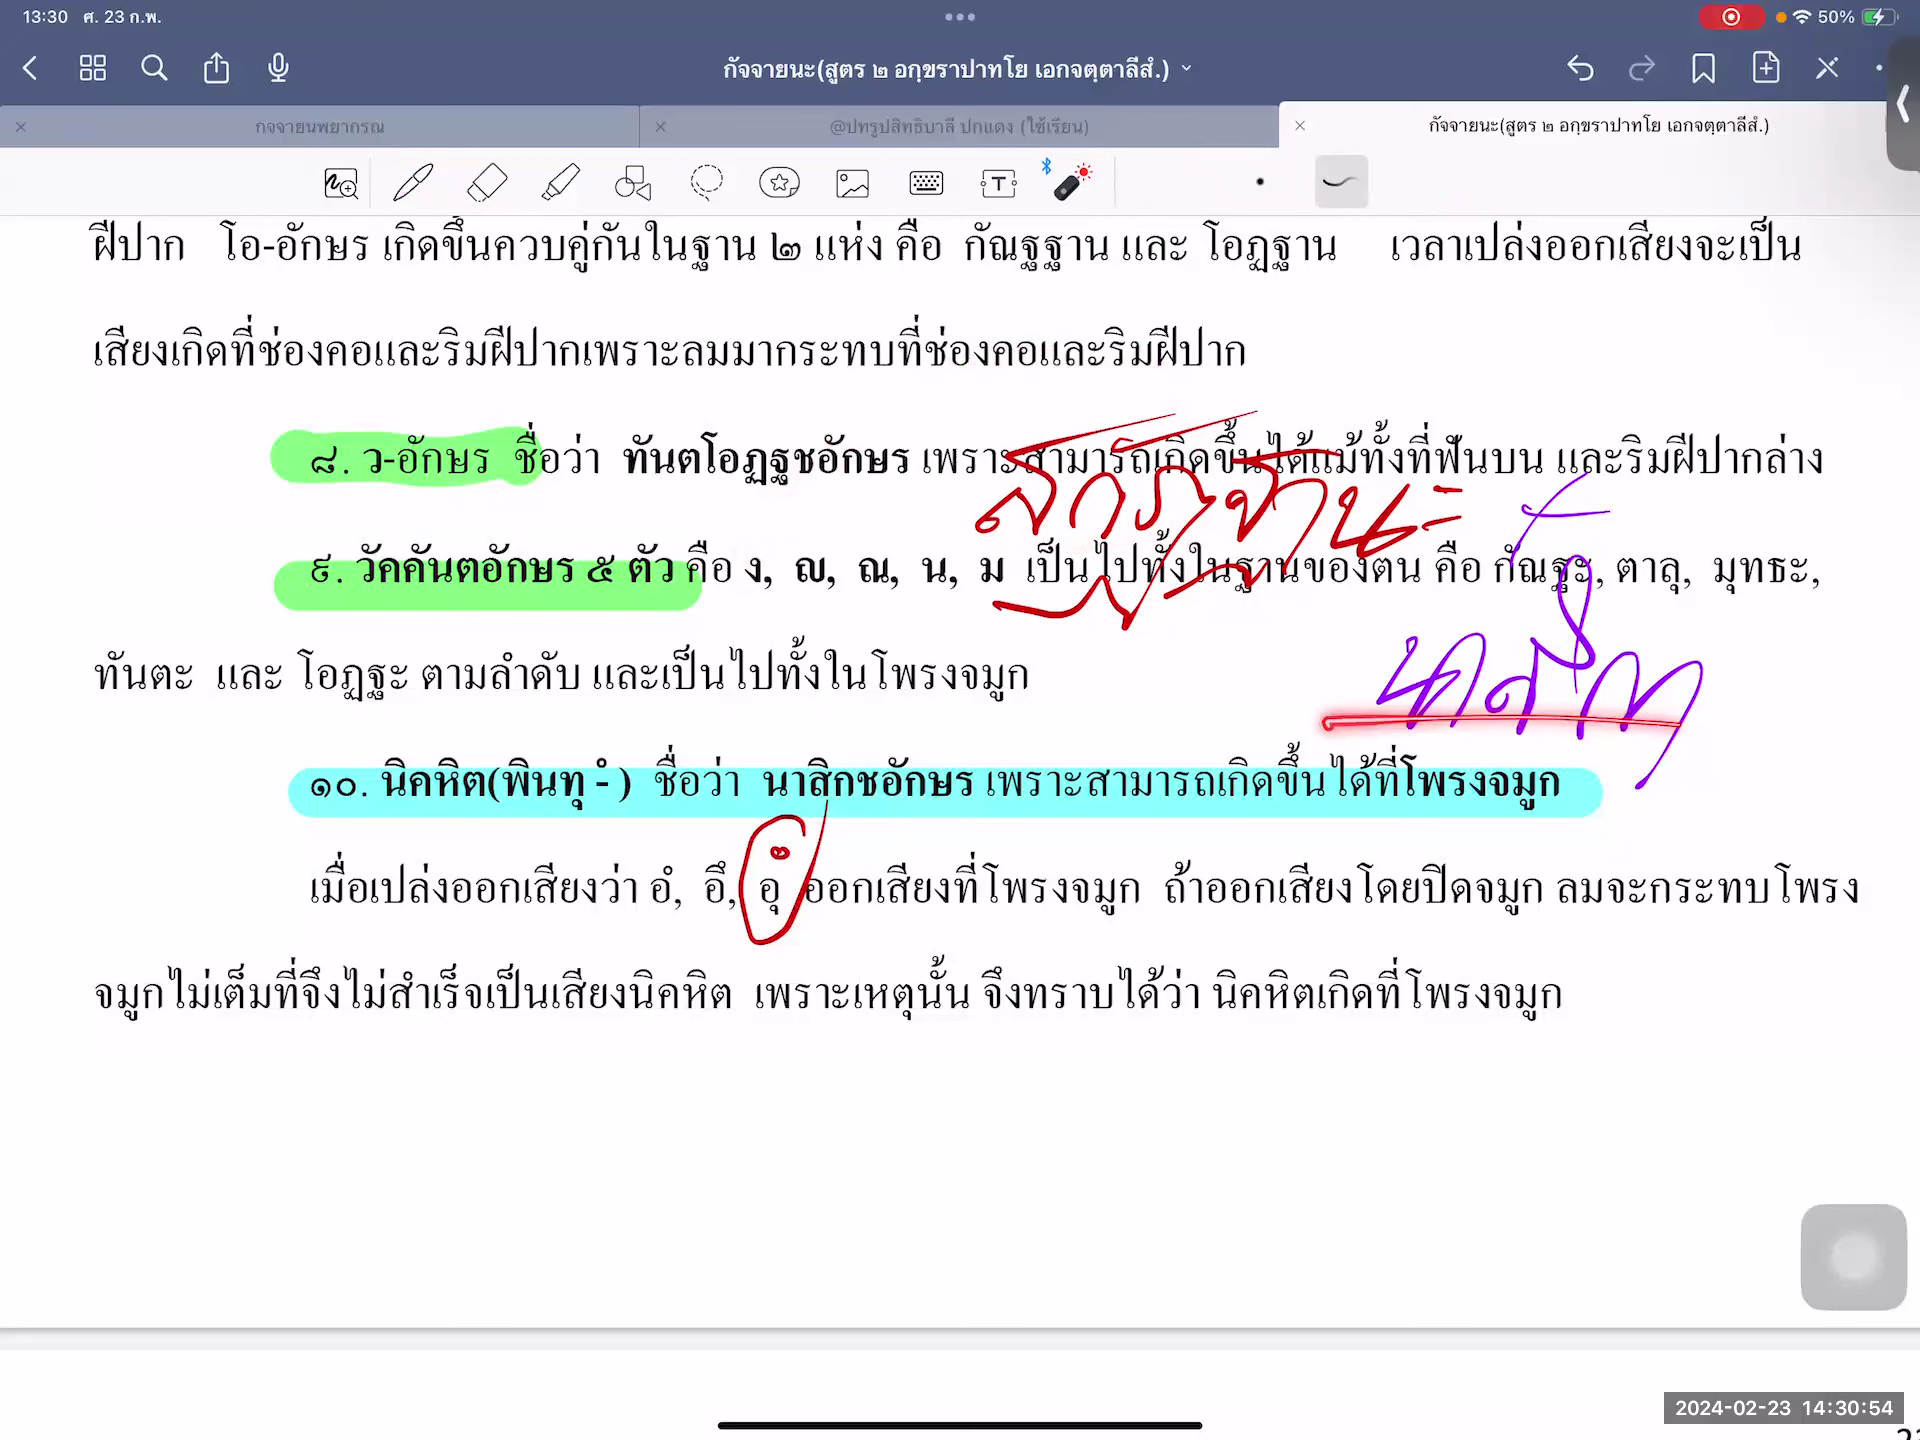 13:30 ศ. 23 ก.พ.
50%
กัจจายนะ(สูตร ๒ อกฺขราปาทโย เอกจตฺตาลีสํ.)
กจจายนพยากรณ
@ปทรูปสิทธิบาลี ปกแดง (ใช้เรียน)
กัจจายนะ(สูตร ๒ อกฺขราปาทโย เอกจตฺตาลีสํ.)
ฝีปาก โอ-อักษร เกิดขึ้นควบคู่กันในฐาน ๒ แห่ง คือ กัณฐฐาน และ โอฏฐาน เวลาเปล่งออกเสียงจะเป็น
เสียงเกิดที่ช่องคอและริมฝีปากเพราะลมมากระทบที่ช่องคอและริมฝีปาก
๘. ว-อักษร ชื่อว่า ทันตโอฏฐชอักษร เพราะสามารถเกิดขึ้นได้แม้ทั้งที่ฟันบน และริมฝีปากล่าง
๙. วัคคันตอักษร ๕ ตัว คือ ง, ญ, ณ, น, ม เป็นไปทั้งในฐานของตน คือ กัณฐะ, ตาลุ, มุทธะ,
ทันตะ และ โอฏฐะ ตามลำดับ และเป็นไปทั้งในโพรงจมูก
๑๐. นิคหิต(พินทุ -ํ ) ชื่อว่า นาสิกชอักษร เพราะสามารถเกิดขึ้นได้ที่โพรงจมูก
เมื่อเปล่งออกเสียงว่า อํ, อึ, อุํ ออกเสียงที่โพรงจมูก ถ้าออกเสียงโดยปิดจมูก ลมจะกระทบโพรง
จมูกไม่เต็มที่จึงไม่สำเร็จเป็นเสียงนิคหิต เพราะเหตุนั้น จึงทราบได้ว่า นิคหิตเกิดที่โพรงจมูก
2024-02-23 14:30:54